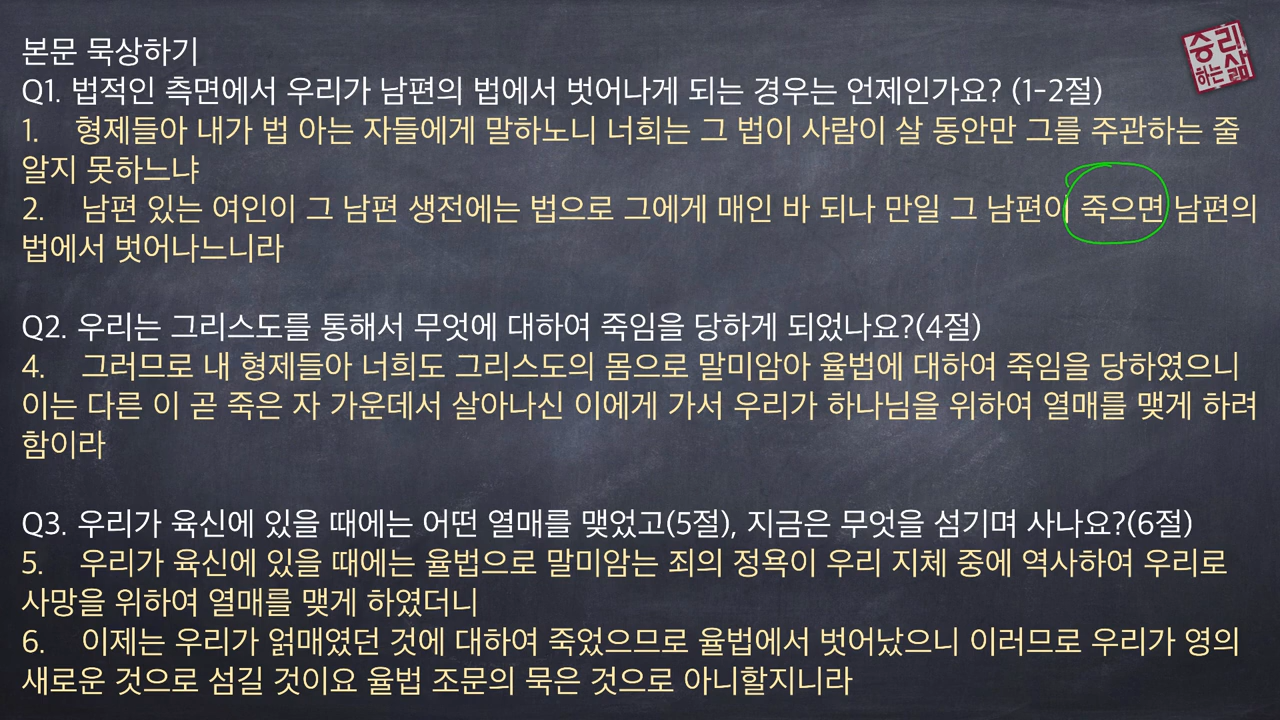 본문 묵상하기
승리
하는 삶
Q1. 법적인 측면에서 우리가 남편의 법에서 벗어나게 되는 경우는 언제인가요? (1-2절)
1. 형제들아 내가 법 아는 자들에게 말하노니 너희는 그 법이 사람이 살 동안만 그를 주관하는 줄
알지 못하느냐
2. 남편 있는 여인이 그 남편 생전에는 법으로 그에게 매인 바 되나 만일 그 남편이 죽으면 남편의
법에서 벗어나느니라
Q2. 우리는 그리스도를 통해서 무엇에 대하여 죽임을 당하게 되었나요?(4절)
4. 그러므로 내 형제들아 너희도 그리스도의 몸으로 말미암아 율법에 대하여 죽임을 당하였으니
이는 다른 이 곧 죽은 자 가운데서 살아나신 이에게 가서 우리가 하나님을 위하여 열매를 맺게 하려
함이라
Q3. 우리가 육신에 있을 때에는 어떤 열매를 맺었고(5절), 지금은 무엇을 섬기며 사나요?(6절)
5. 우리가 육신에 있을 때에는 율법으로 말미암는 죄의 정욕이 우리 지체 중에 역사하여 우리로
사망을 위하여 열매를 맺게 하였더니
6. 이제는 우리가 얽매였던 것에 대하여 죽었으므로 율법에서 벗어났으니 이러므로 우리가 영의
새로운 것으로 섬길 것이요 율법 조문의 묵은 것으로 아니할지니라